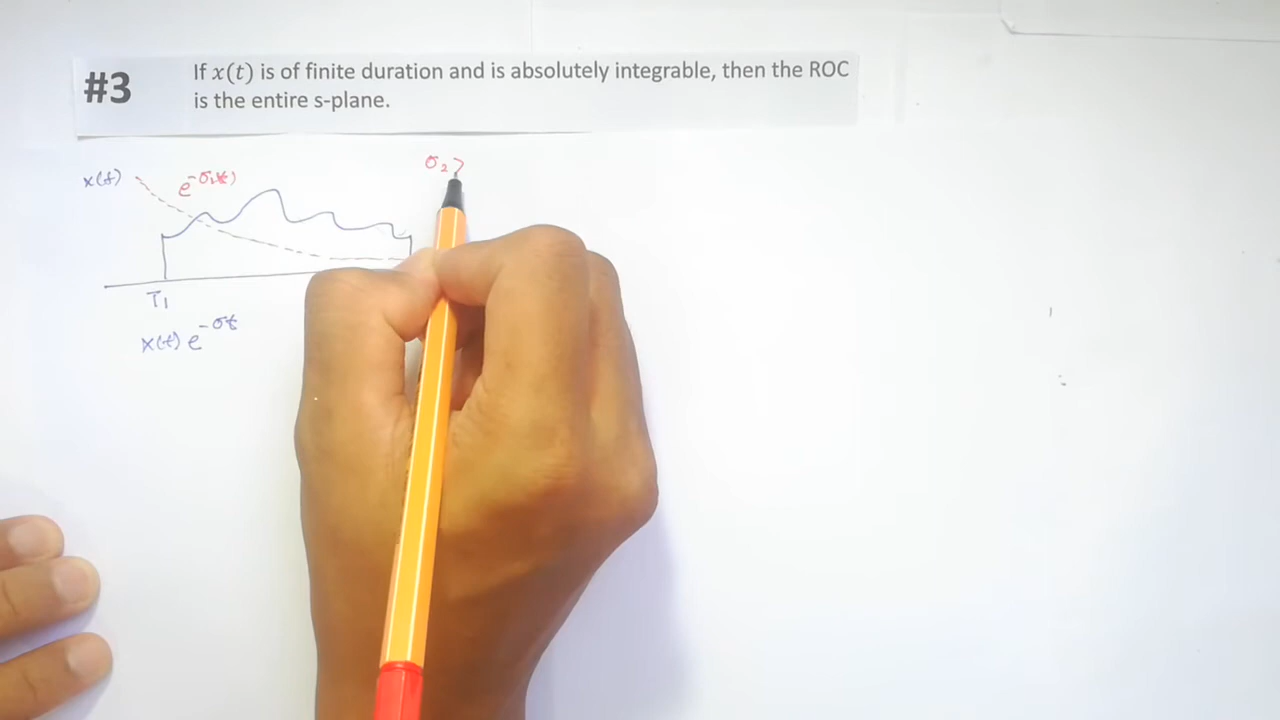 #3
If x(t) is of finite duration and is absolutely integrable, then the ROC
is the entire s-plane.
σ₂ >
x(t)
e^{-σ₁(t)}
T₁
x(t) e^{-σt}